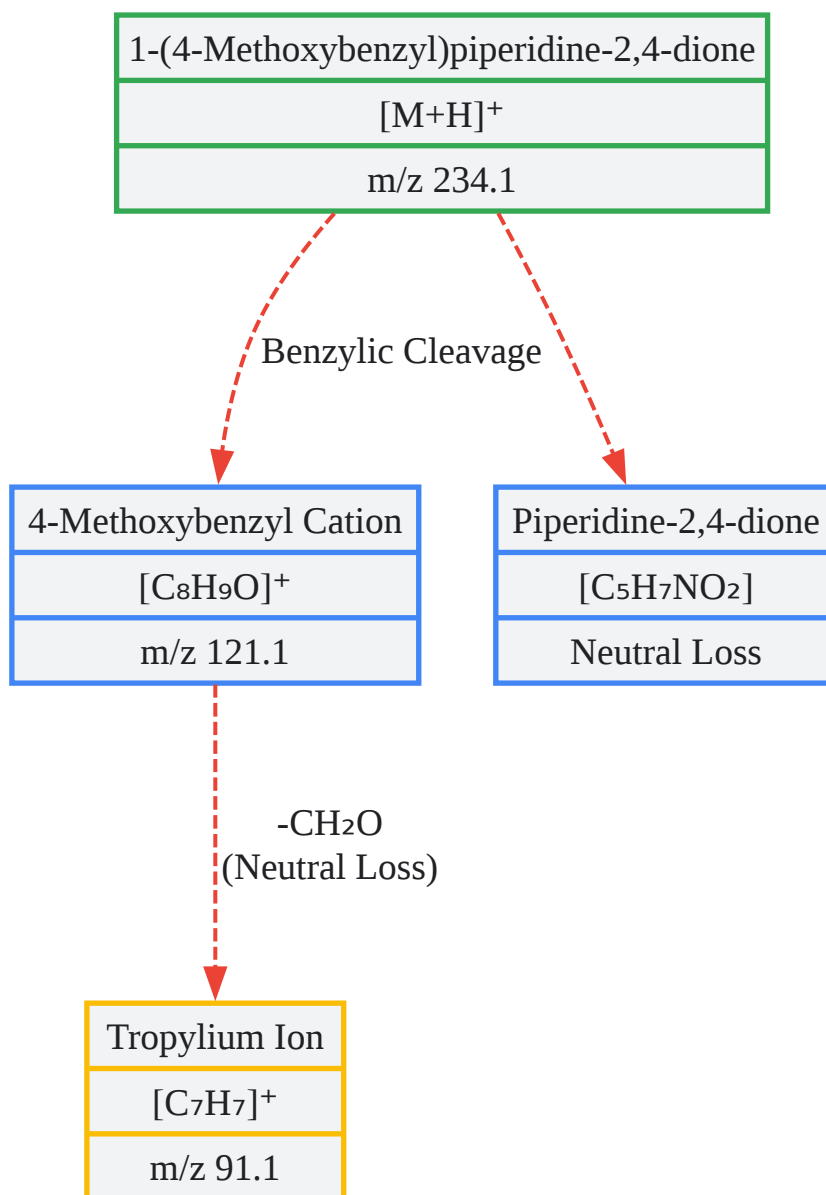 1-(4-Methoxybenzyl)piperidine-2,4-dione
[M+H]⁺
m/z 234.1
Benzylic Cleavage
4-Methoxybenzyl Cation
[C₈H₉O]⁺
m/z 121.1
Piperidine-2,4-dione
[C₅H₇NO₂]
Neutral Loss
-CH₂O
(Neutral Loss)
Tropylium Ion
[C₇H₇]⁺
m/z 91.1